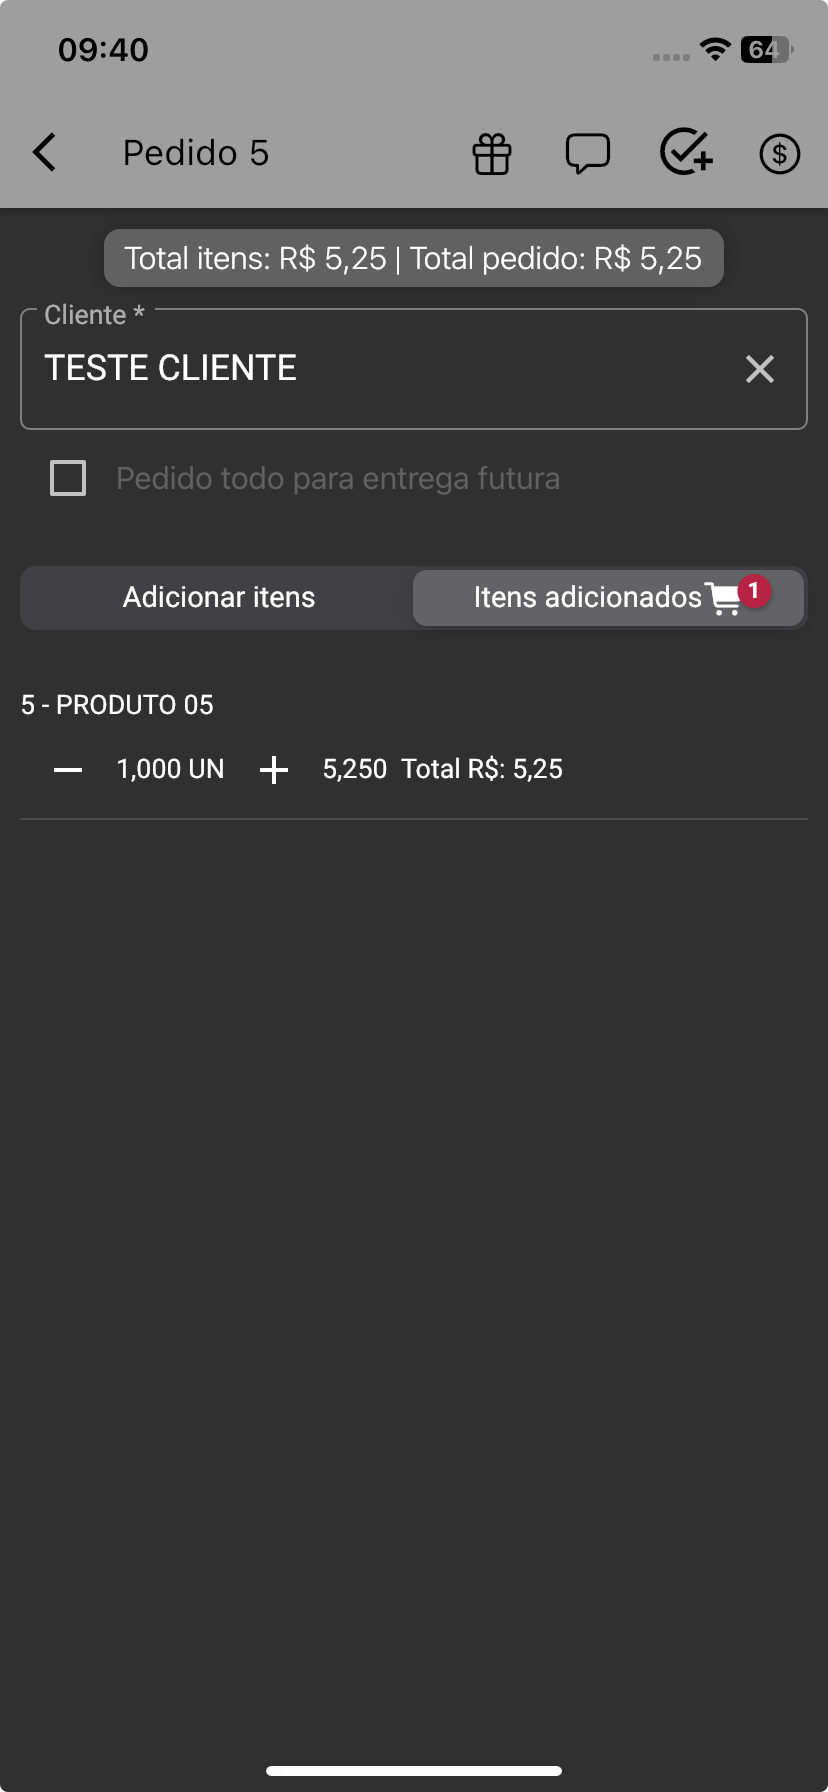 09:40
64
Pedido 5
Total itens: R$ 5,25 | Total pedido: R$ 5,25
Cliente *
TESTE CLIENTE
Pedido todo para entrega futura
Adicionar itens
Itens adicionados 1
5 - PRODUTO 05
1,000 UN 5,250 Total R$: 5,25